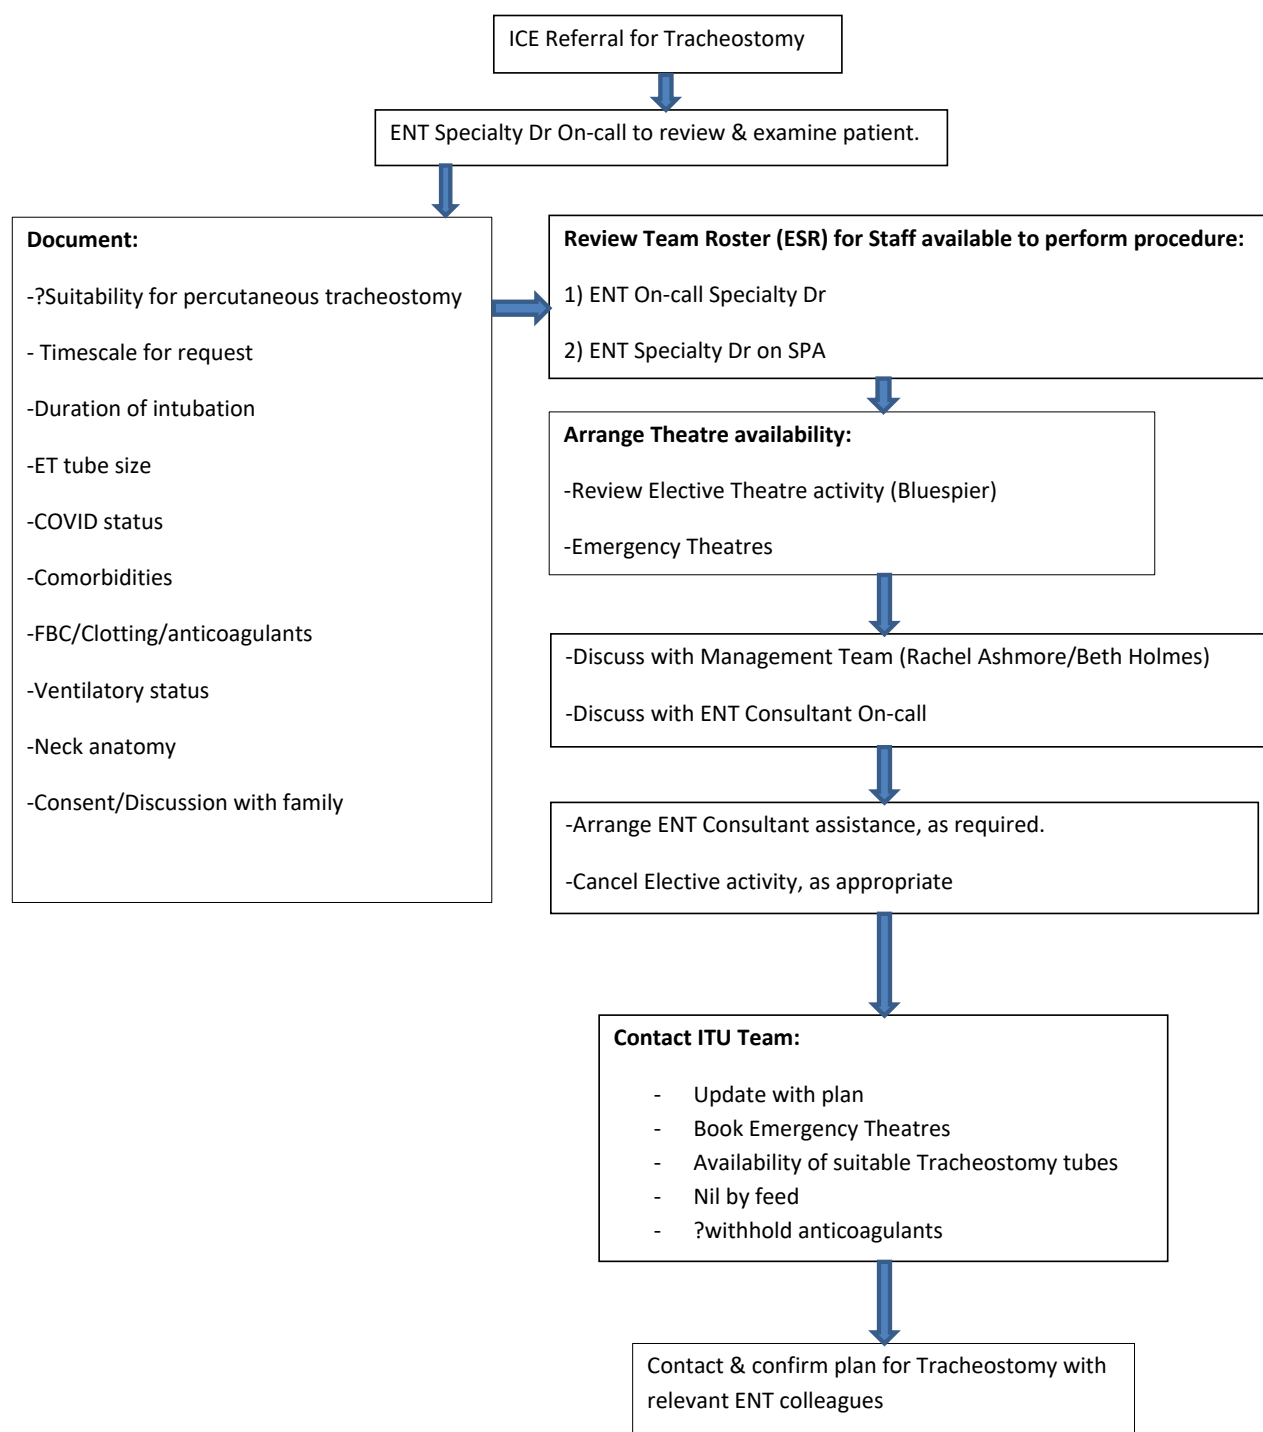 ICE Referral for Tracheostomy
ENT Specialty Dr On-call to review & examine patient.
Document:
-?Suitability for percutaneous tracheostomy
- Timescale for request
-Duration of intubation
-ET tube size
-COVID status
-Comorbidities
-FBC/Clotting/anticoagulants
-Ventilatory status
-Neck anatomy
-Consent/Discussion with family
Review Team Roster (ESR) for Staff available to perform procedure:
1) ENT On-call Specialty Dr
2) ENT Specialty Dr on SPA
Arrange Theatre availability:
-Review Elective Theatre activity (Bluespier)
-Emergency Theatres
-Discuss with Management Team (Rachel Ashmore/Beth Holmes)
-Discuss with ENT Consultant On-call
-Arrange ENT Consultant assistance, as required.
-Cancel Elective activity, as appropriate
Contact ITU Team:
- Update with plan
- Book Emergency Theatres
- Availability of suitable Tracheostomy tubes
- Nil by feed
- ?withhold anticoagulants
Contact & confirm plan for Tracheostomy with
relevant ENT colleagues